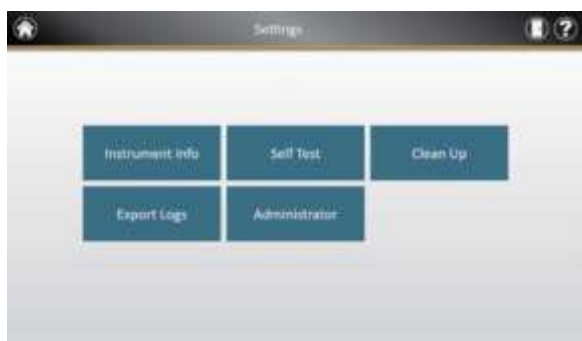 Settings
?
Instrument Info
Self Test
Clean Up
Export Logs
Administrator